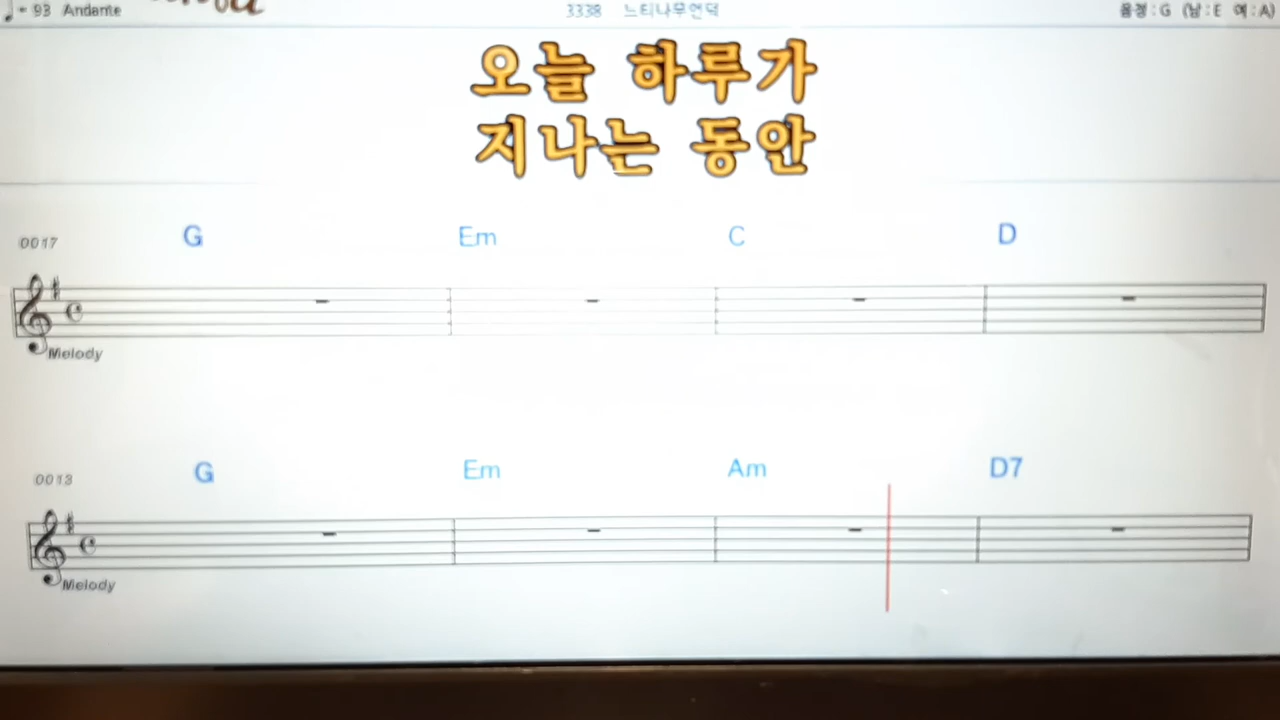 ♩= 93 Andante
3338 느티나무언덕
음정 : G (남 : E 여 : A)
오늘 하루가
지나는 동안
0017 G Em C D
Melody
0013 G Em Am D7
Melody